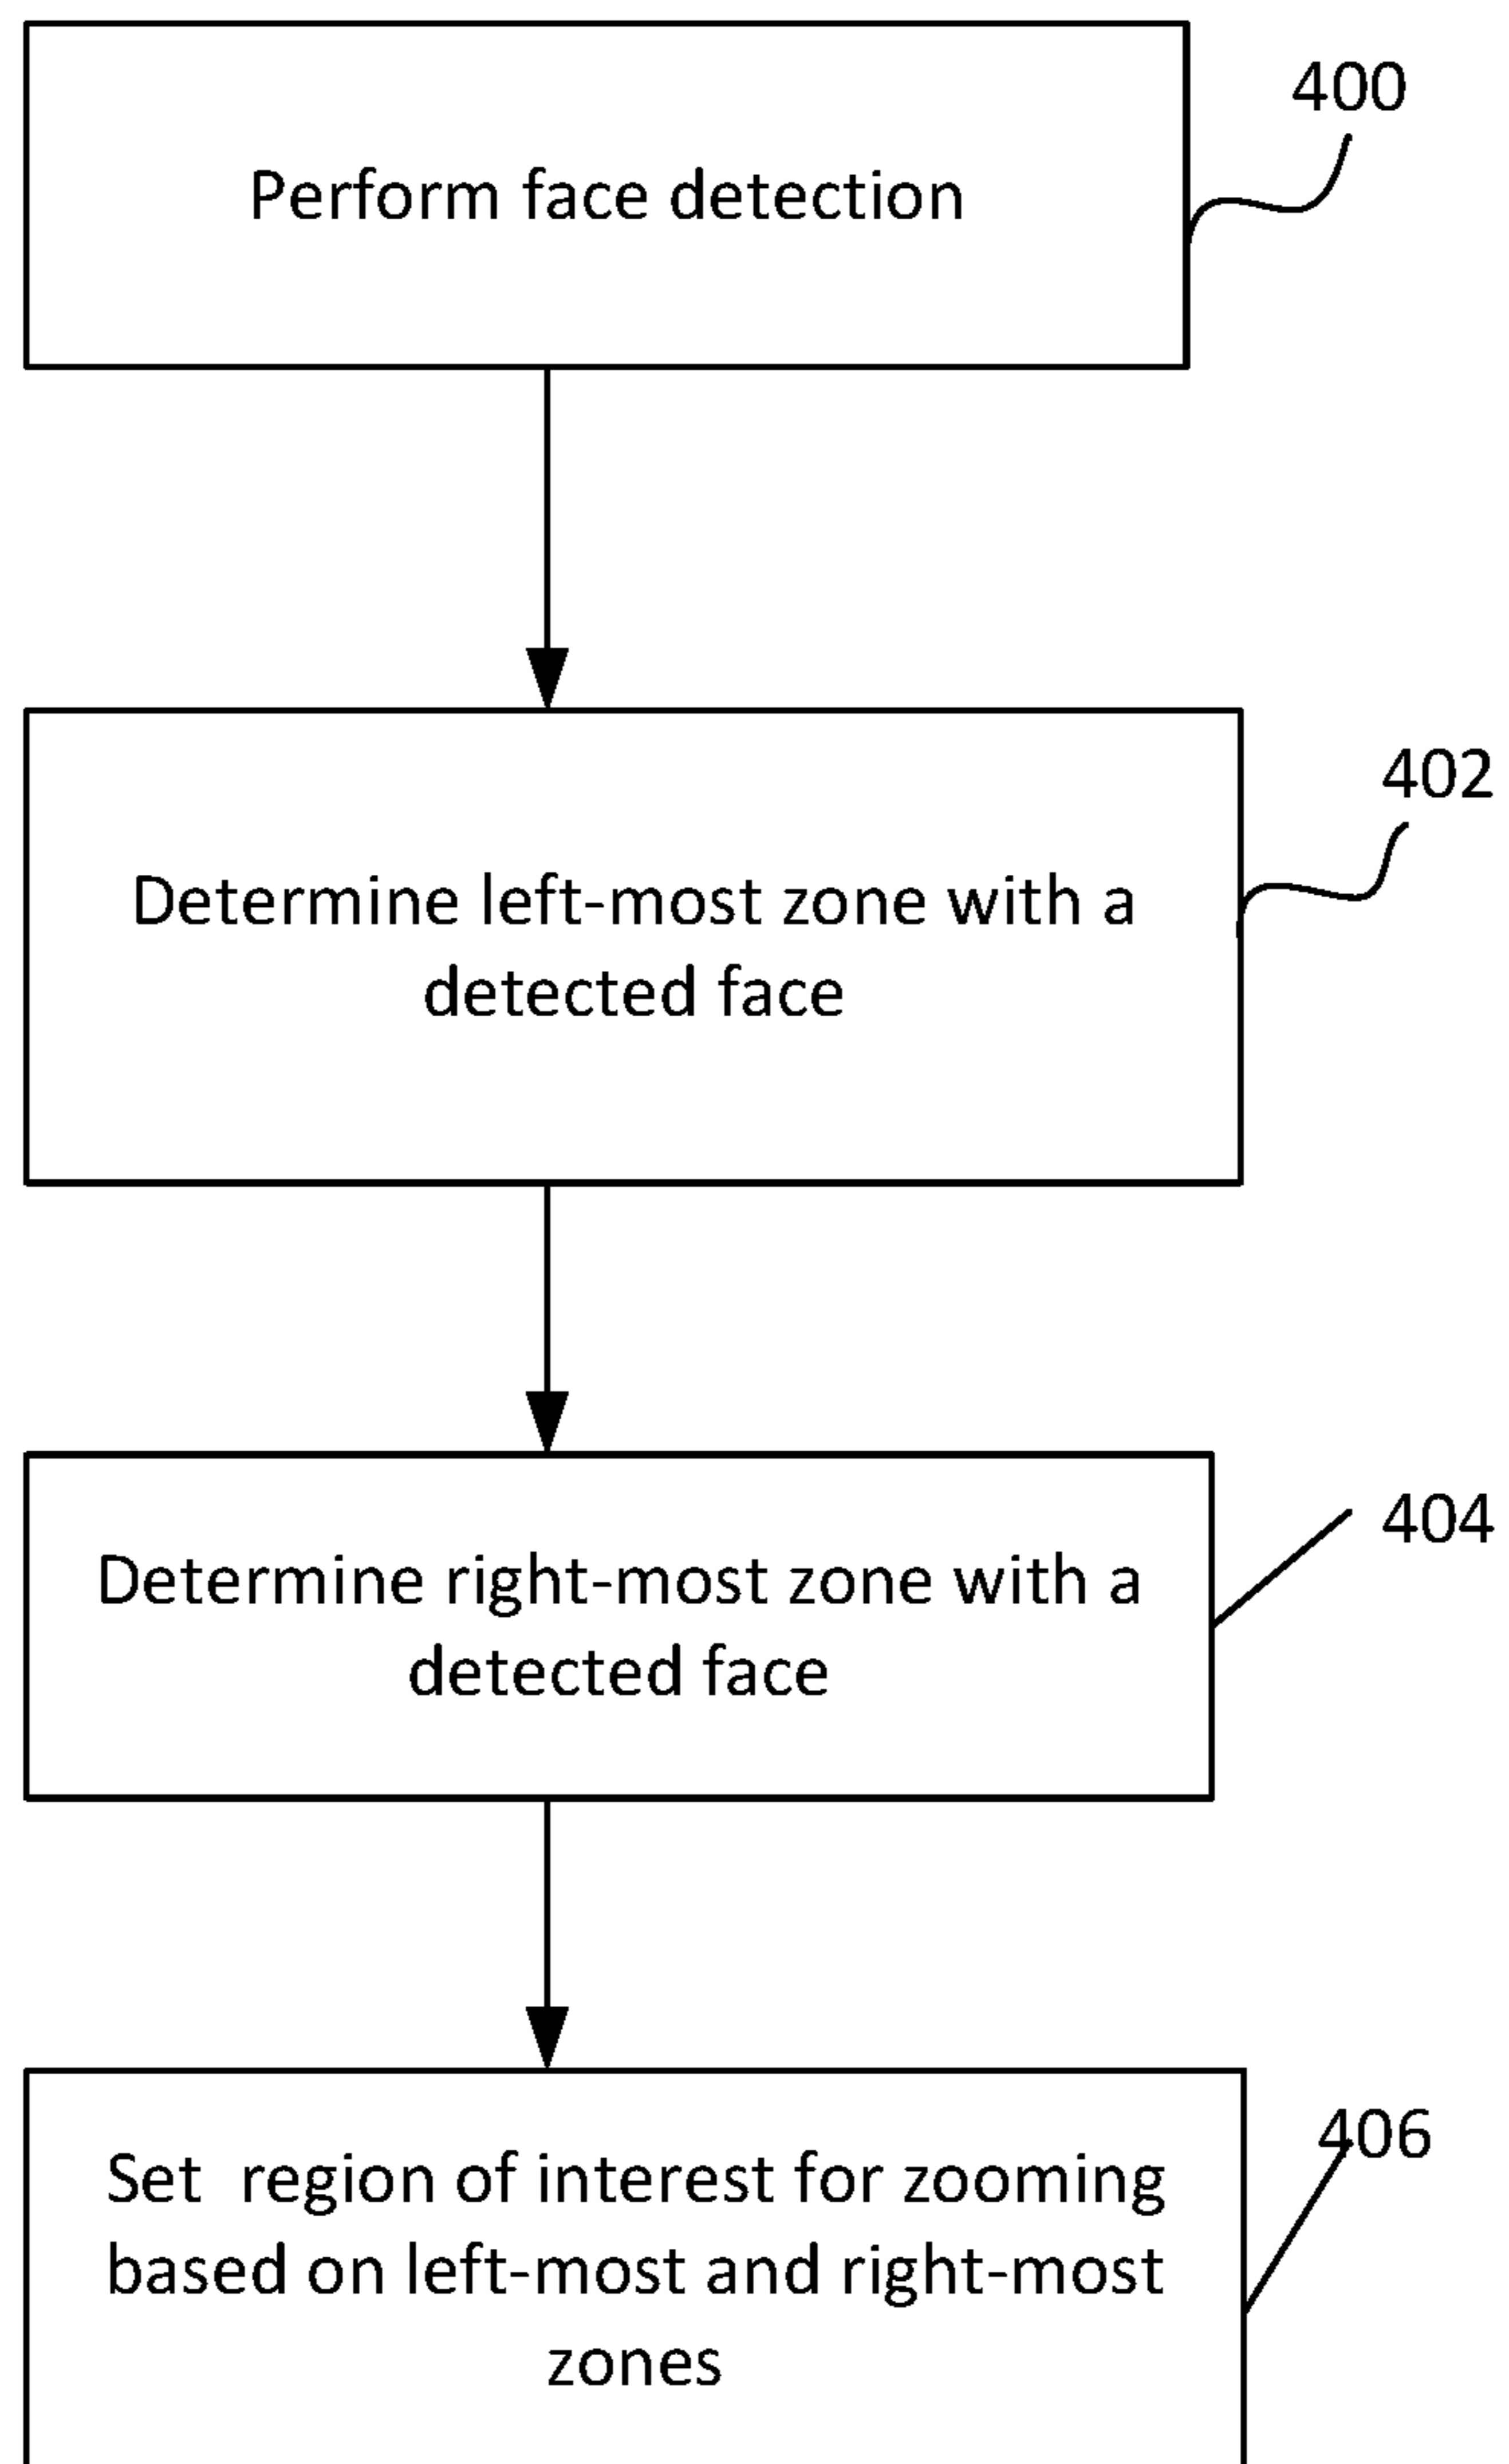 400
Perform face detection
402
Determine left-most zone with a
detected face
404
Determine right-most zone with a
detected face
406
Set  region of interest for zooming
based on left-most and right-most
zones